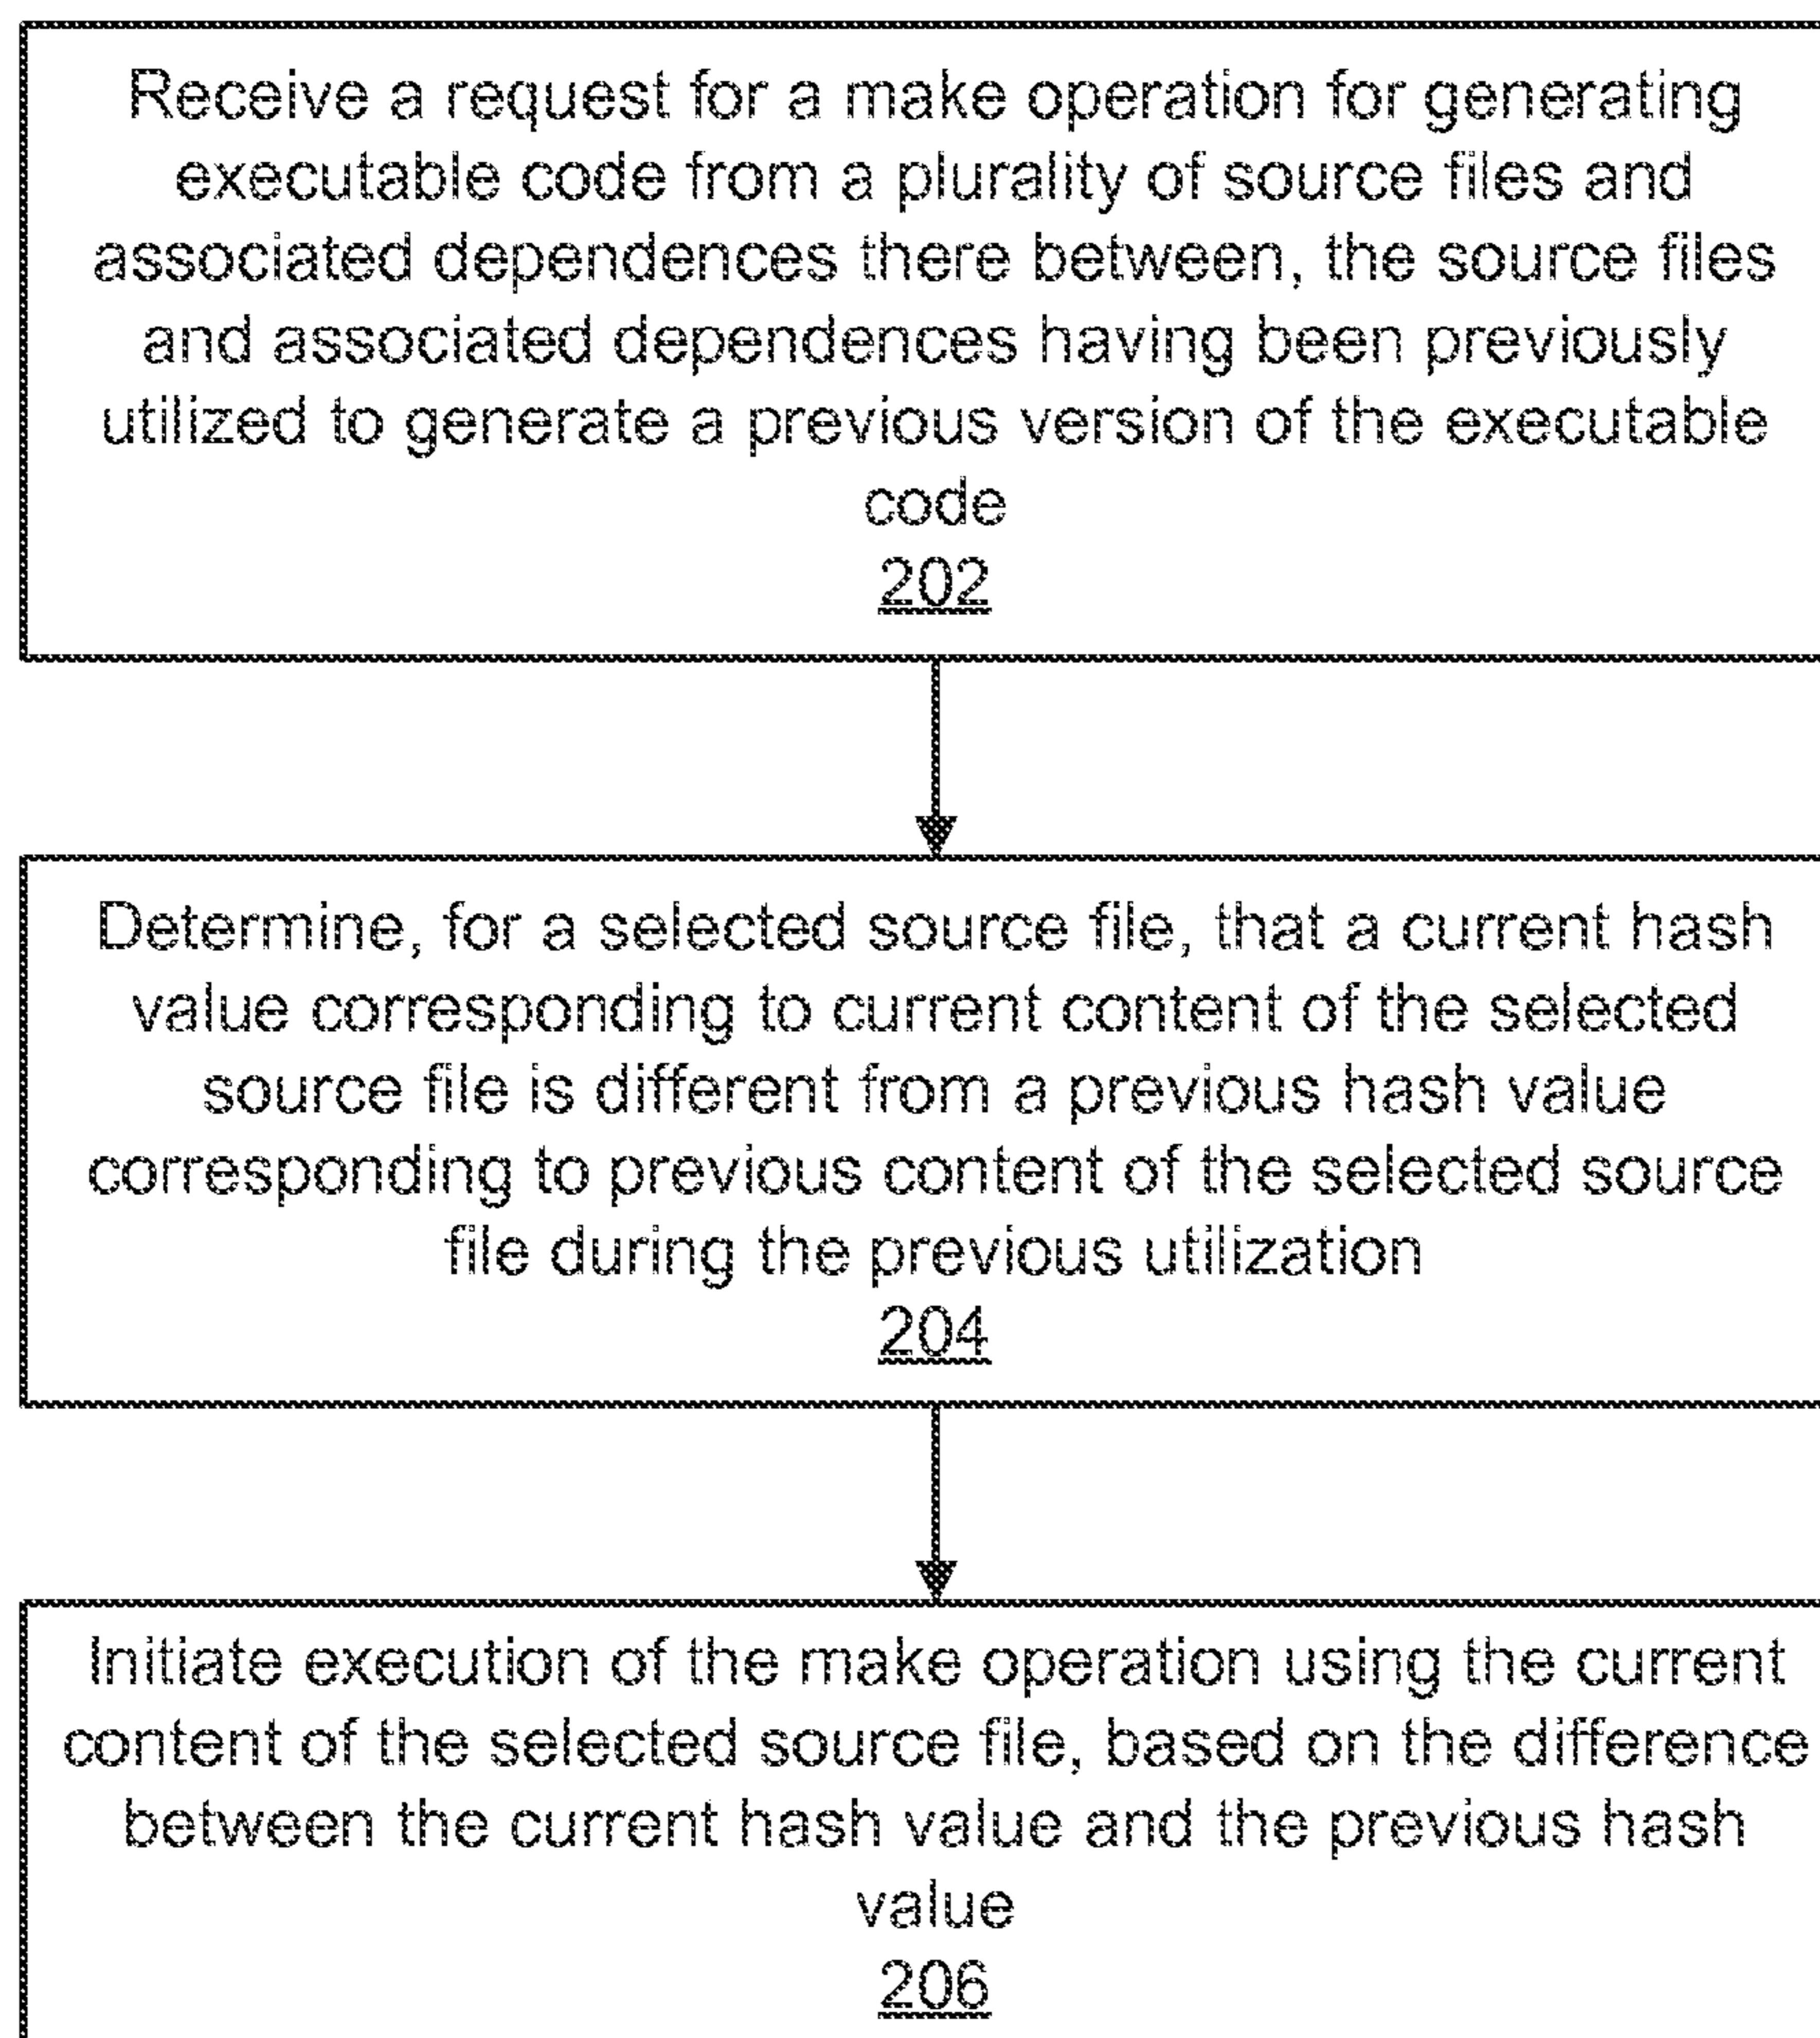 Receive a request for a make operation for generating
executable code from a plurality of source files and
associated dependences there between, the source files
and associated dependences having been previously
utilized to generate a previous version of the executable
code
202
Determine, for a selected source file, that a current hash
value corresponding to current content of the selected
source file is different from a previous hash value
corresponding to previous content of the selected source
file during the previous utilization
204
Initiate execution of the make operation using the current
content of the selected source file, based on the difference
between the current hash value and the previous hash
value
206